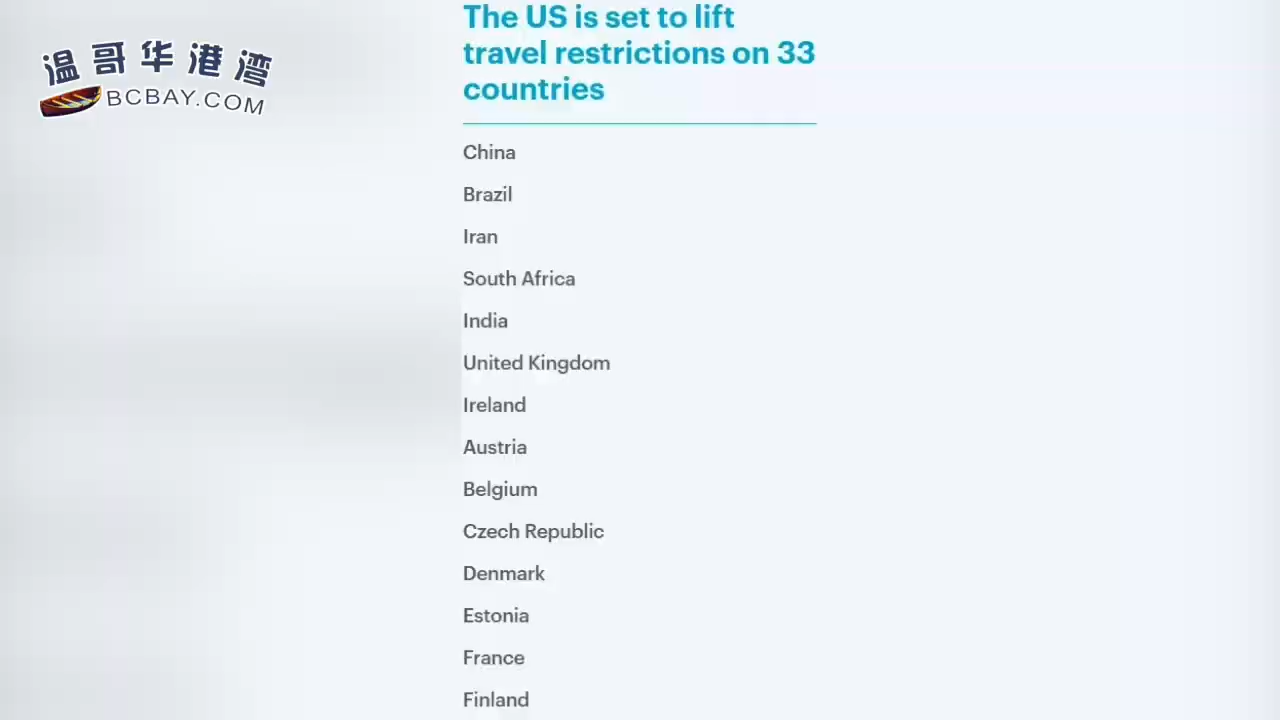 温哥华港湾
BCBAY.COM
The US is set to lift
travel restrictions on 33
countries
China
Brazil
Iran
South Africa
India
United Kingdom
Ireland
Austria
Belgium
Czech Republic
Denmark
Estonia
France
Finland